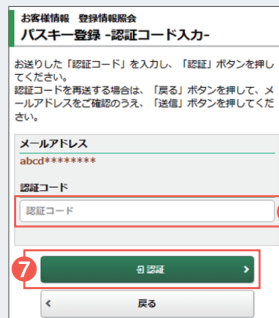 お客様情報 登録情報照会
パスキー登録 -認証コード入力-
お送りした「認証コード」を入力し、「認証」ボタンを押し
てください。
認証コードを再送する場合は、「戻る」ボタンを押して、メ
ールアドレスをご確認のうえ、「送信」ボタンを押してくだ
さい。
メールアドレス
abcd********
認証コード
認証コード
7
認証
戻る